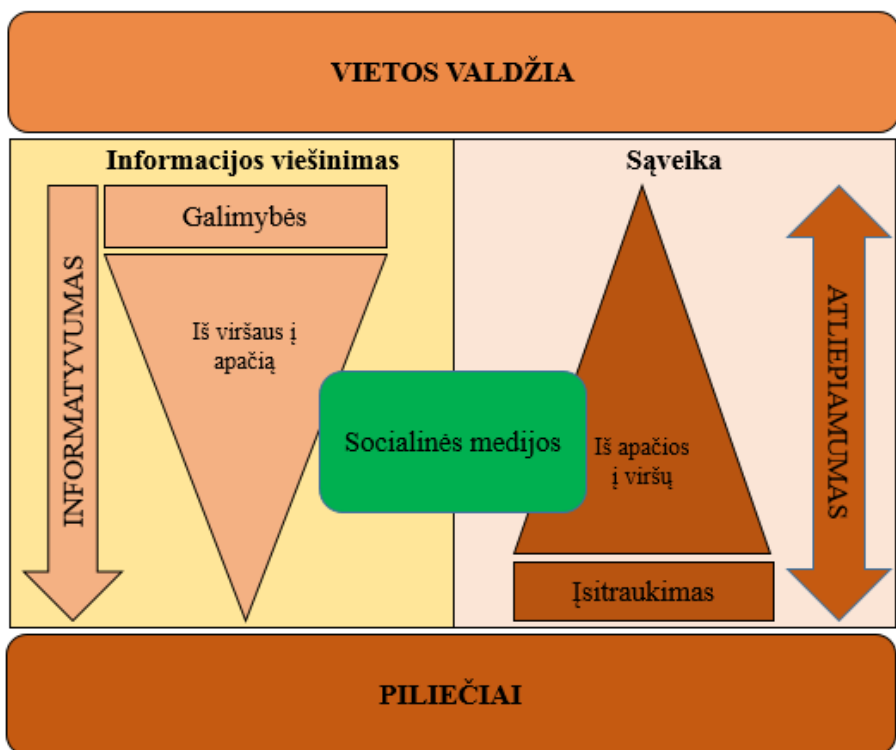 VIETOS VALDŽIA
Informacijos viešinimas
Sąveika
Galimybės
INFORMATYVUMAS
Iš viršaus į
apačią
Socialinės medijos
Iš apačios
į viršų
ATLIEPIAMUMAS
Įsitraukimas
PILIEČIAI